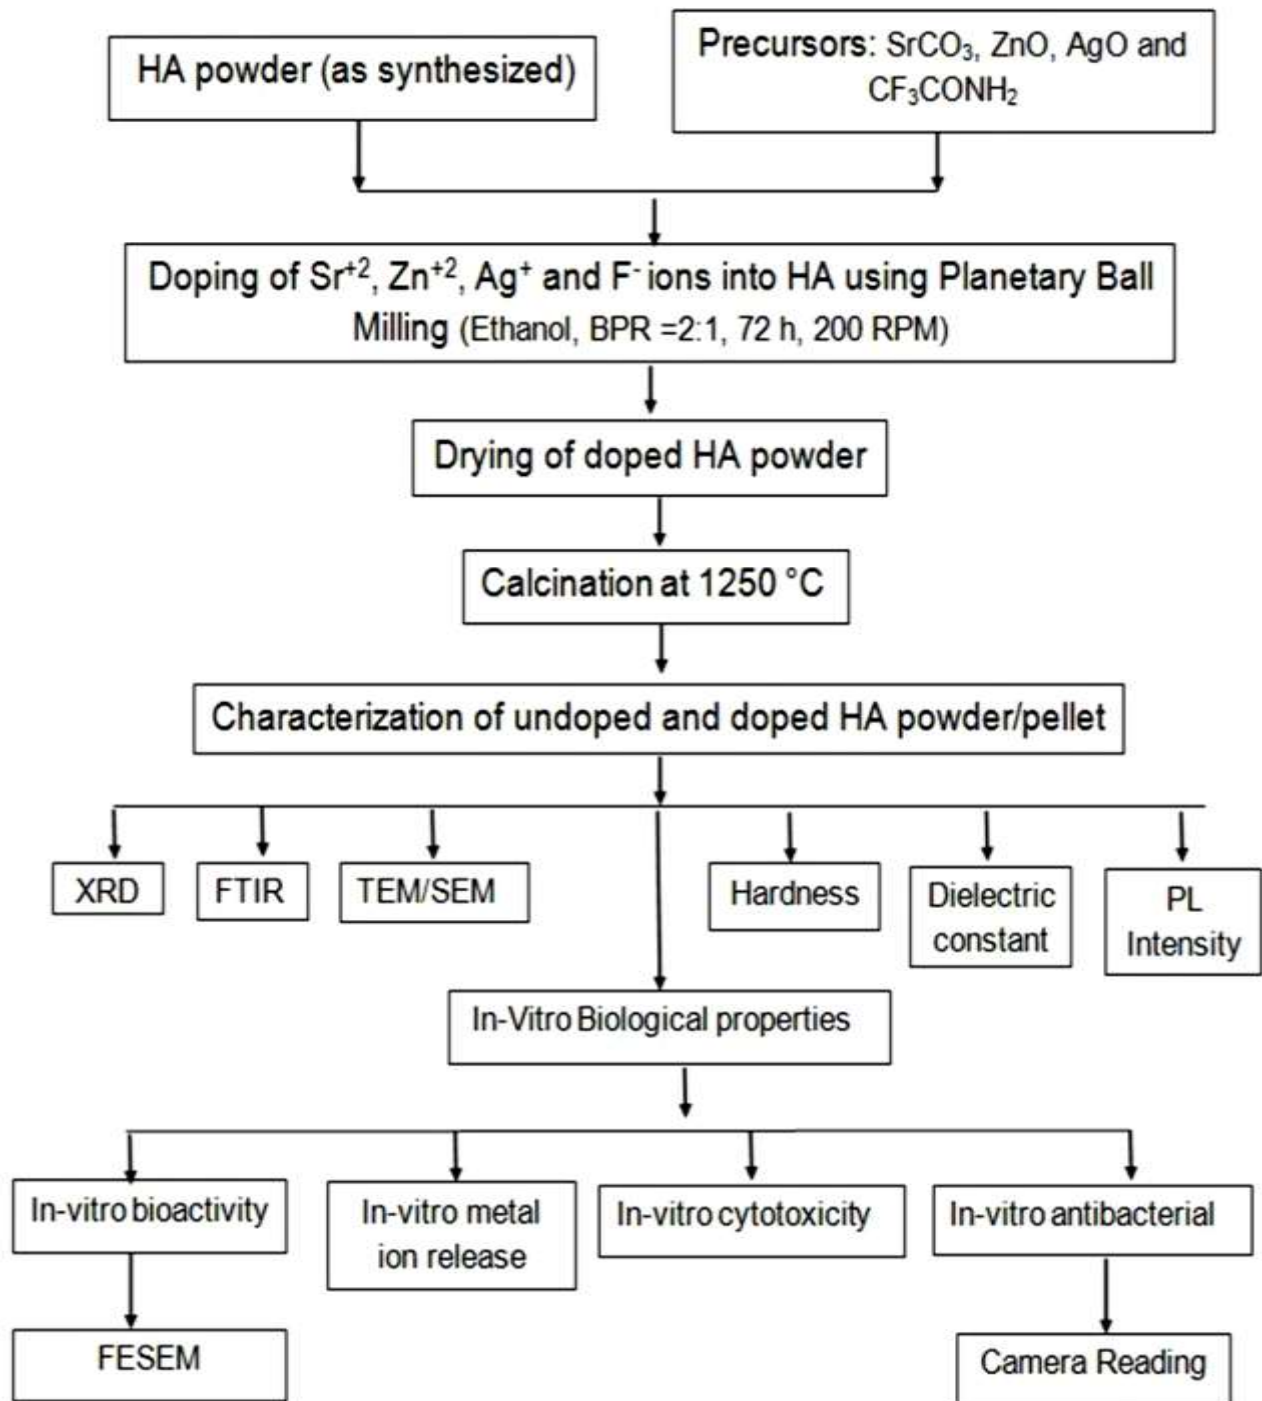 HA powder (as synthesized)
Precursors: SrCO₃, ZnO, AgO and
CF₃CONH₂
Doping of Sr⁺², Zn⁺², Ag⁺ and F⁻ ions into HA using Planetary Ball
Milling (Ethanol, BPR =2:1, 72 h, 200 RPM)
Drying of doped HA powder
Calcination at 1250 °C
Characterization of undoped and doped HA powder/pellet
XRD
FTIR
TEM/SEM
Hardness
Dielectric
constant
PL
Intensity
In-Vitro Biological properties
In-vitro bioactivity
In-vitro metal
ion release
In-vitro cytotoxicity
In-vitro antibacterial
FESEM
Camera Reading